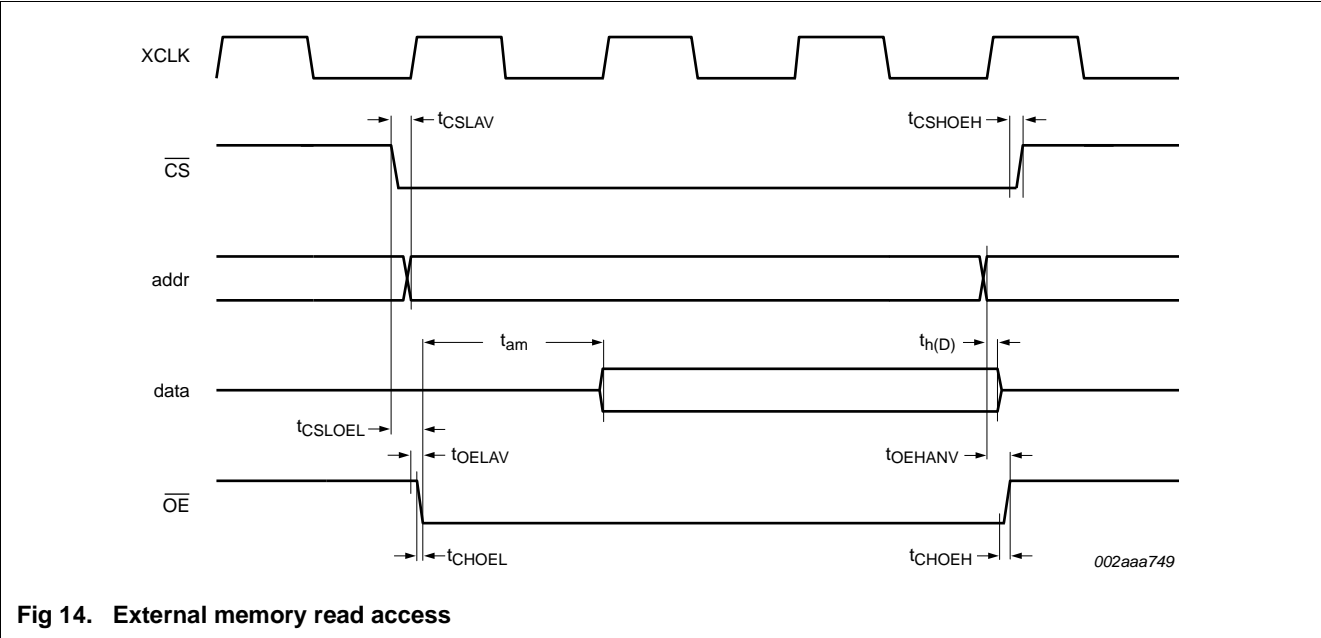 XCLK
tCSLAV
tCSHOEH
CS
addr
tam
th(D)
data
tCSLOEL
tOELAV
tOEHANV
OE
tCHOEL
tCHOEH
002aaa749
Fig 14. External memory read access